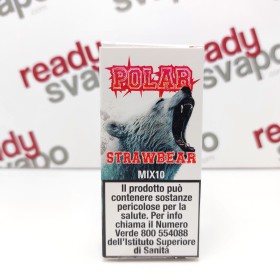 ready
svapo
ready
svapo
ready
svapo
POLAR
STRAWBEAR
MIX10
Il prodotto può
contenere sostanze
pericolose per la
salute. Per info
chiama il Numero
Verde 800 554088
dell'Istituto Superiore
di Sanità